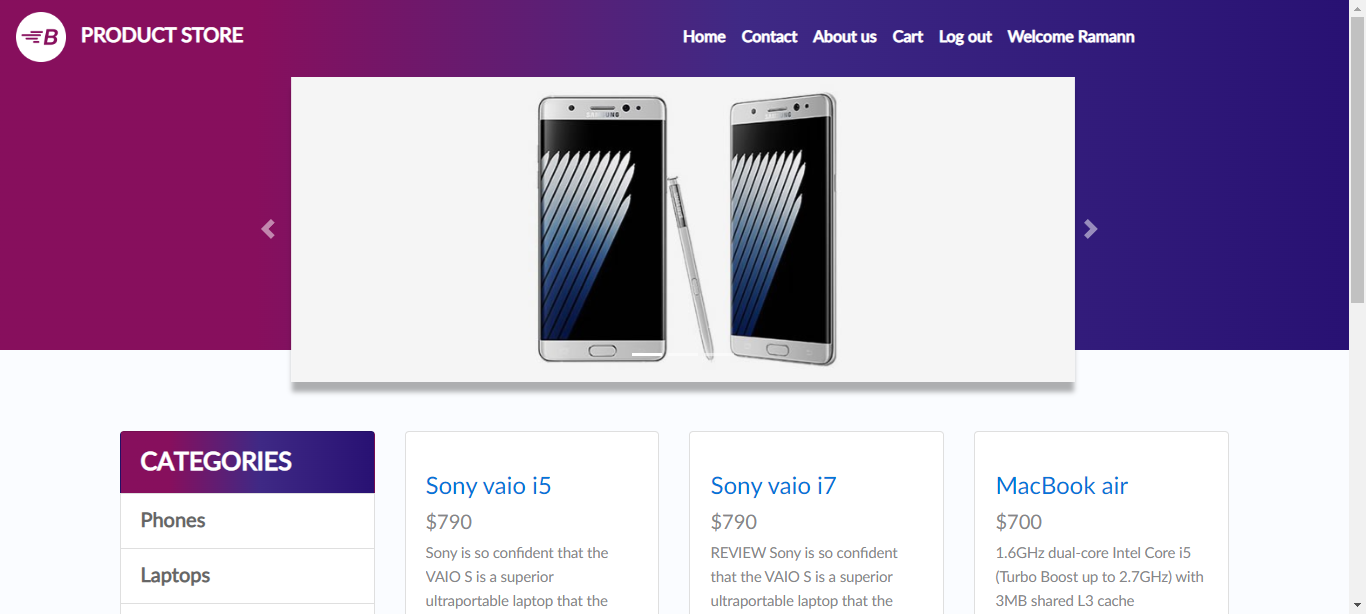 B PRODUCT STORE
Home Contact About us Cart Log out Welcome Ramann
SAMSUNG
SAMSUNG
CATEGORIES
Phones
Laptops
Sony vaio i5
$790
Sony is so confident that the
VAIO S is a superior
ultraportable laptop that the
Sony vaio i7
$790
REVIEW Sony is so confident
that the VAIO S is a superior
ultraportable laptop that the
MacBook air
$700
1.6GHz dual-core Intel Core i5
(Turbo Boost up to 2.7GHz) with
3MB shared L3 cache